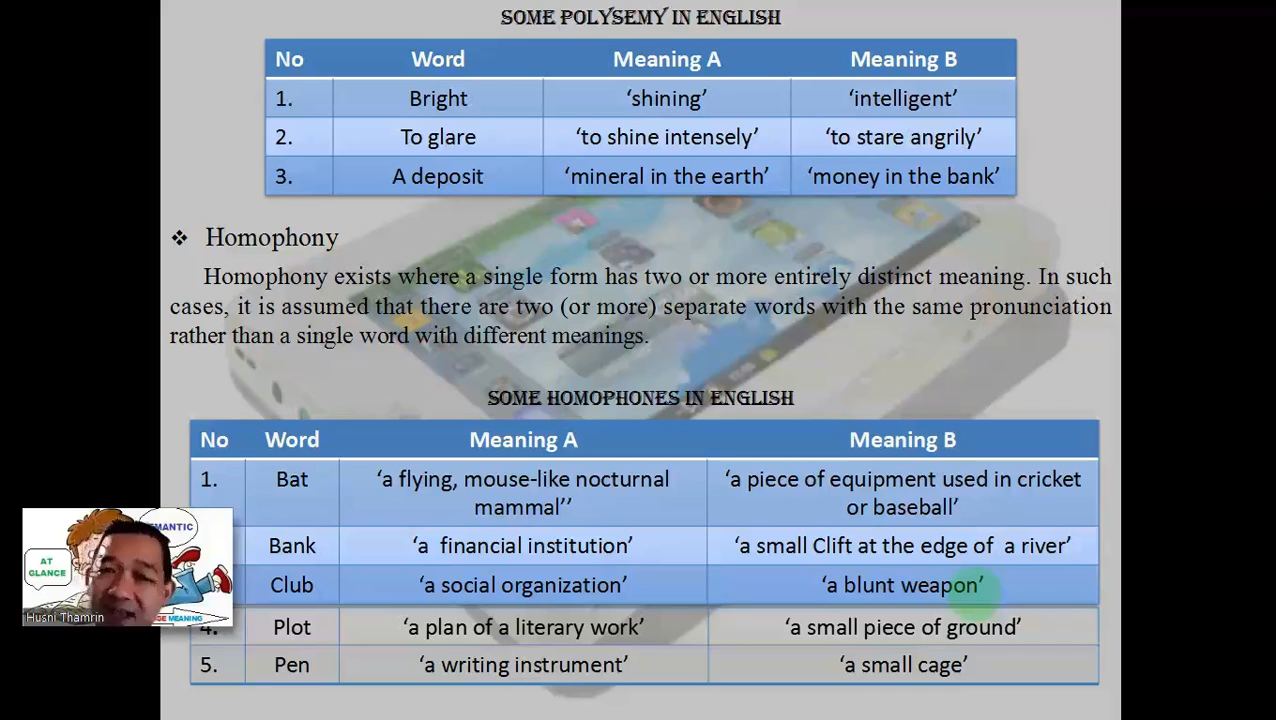 SOME POLYSEMY IN ENGLISH
No Word Meaning A Meaning B
1. Bright ‘shining’ ‘intelligent’
2. To glare ‘to shine intensely’ ‘to stare angrily’
3. A deposit ‘mineral in the earth’ ‘money in the bank’
❖ Homophony
Homophony exists where a single form has two or more entirely distinct meaning. In such
cases, it is assumed that there are two (or more) separate words with the same pronunciation
rather than a single word with different meanings.
SOME HOMOPHONES IN ENGLISH
No Word Meaning A Meaning B
1. Bat ‘a flying, mouse-like nocturnal ‘a piece of equipment used in cricket
mammal’’ or baseball’
Bank ‘a financial institution’ ‘a small Clift at the edge of a river’
Club ‘a social organization’ ‘a blunt weapon’
4. Plot ‘a plan of a literary work’ ‘a small piece of ground’
5. Pen ‘a writing instrument’ ‘a small cage’
AT
GLANCE
Husni Thamrin
MEANING